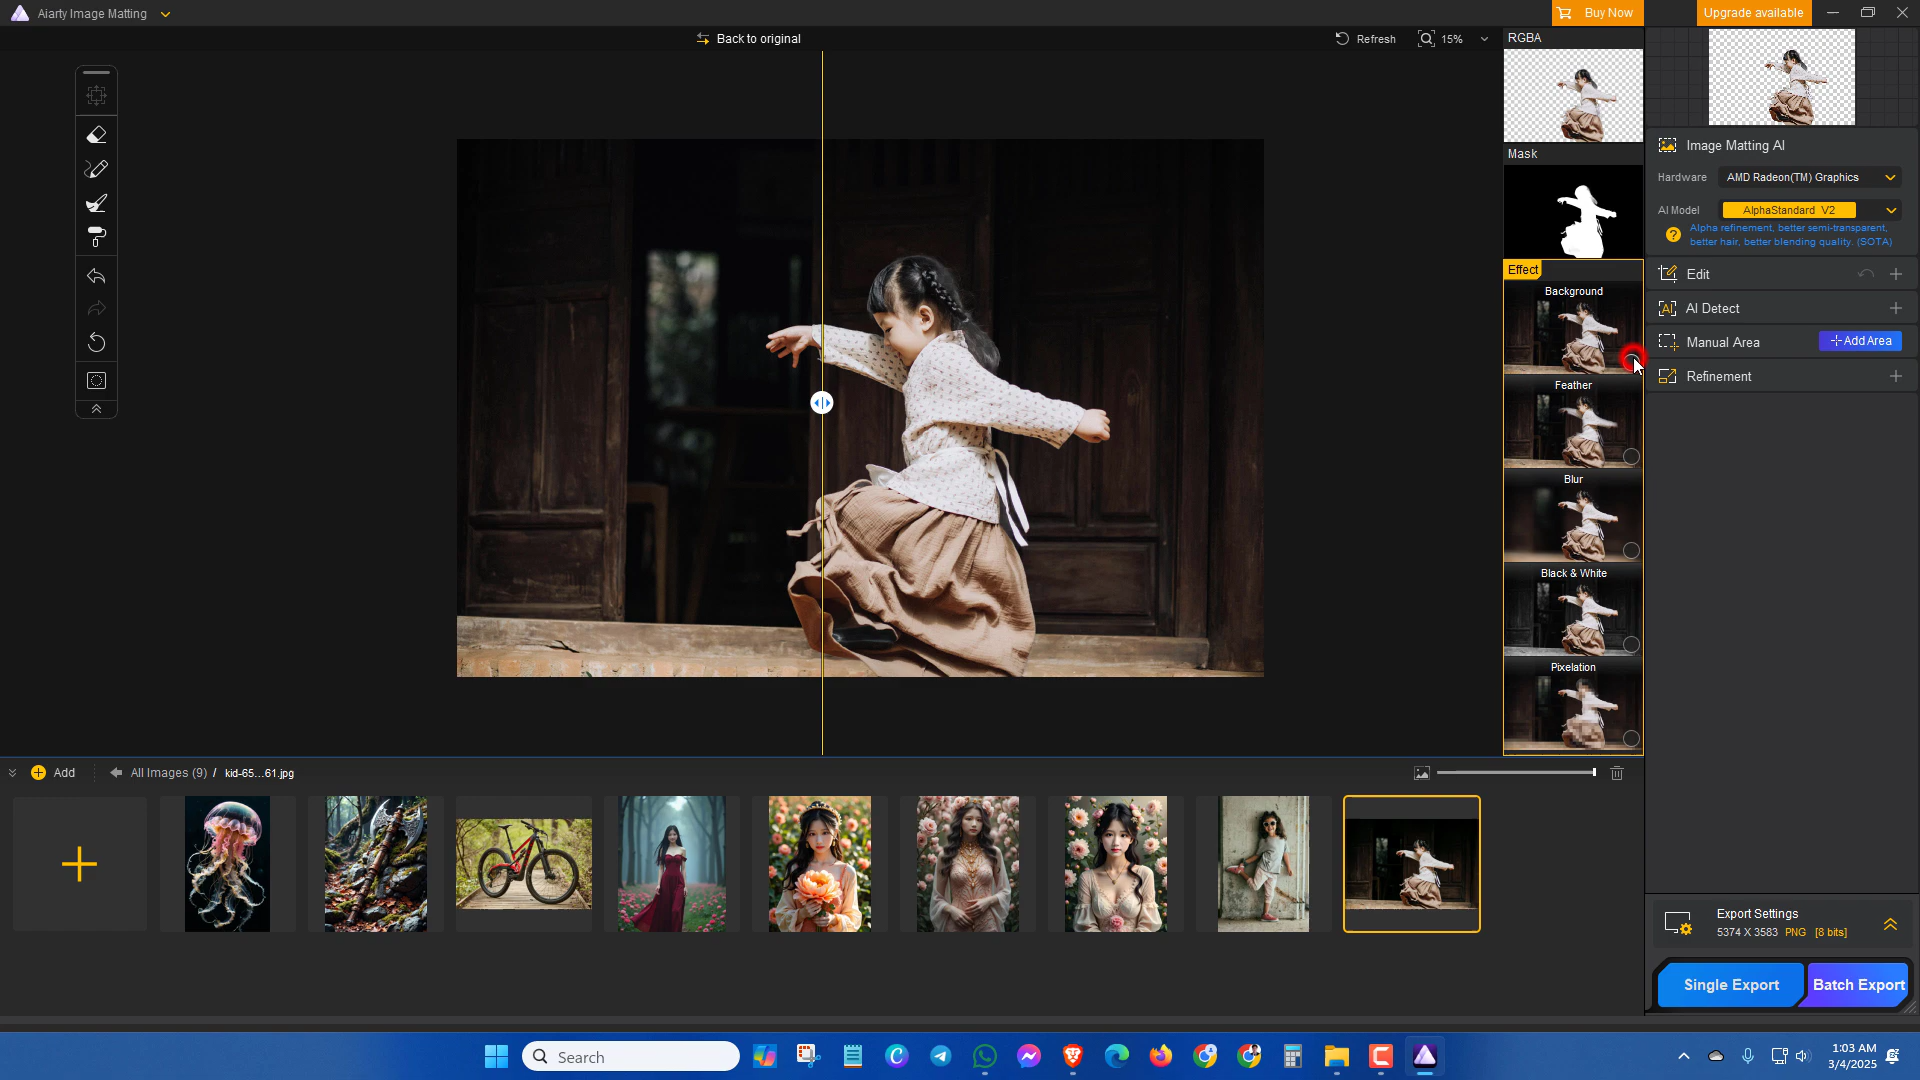 Aiarty Image Matting
Buy Now
Upgrade available
Back to original
Refresh
15%
RGBA
Mask
Effect
Background
Feather
Blur
Black & White
Pixelation
Image Matting AI
Hardware
AMD Radeon(TM) Graphics
AI Model
AlphaStandard V2
?
Alpha refinement, better semi-transparent,
better hair, better blending quality. (SOTA)
Edit
AI Detect
Manual Area
Add Area
Refinement
Add
All Images (9) / kid-65...61.jpg
Export Settings
5374 X 3583 PNG [8 bits]
Single Export
Batch Export
Search
1:03 AM
3/4/2025